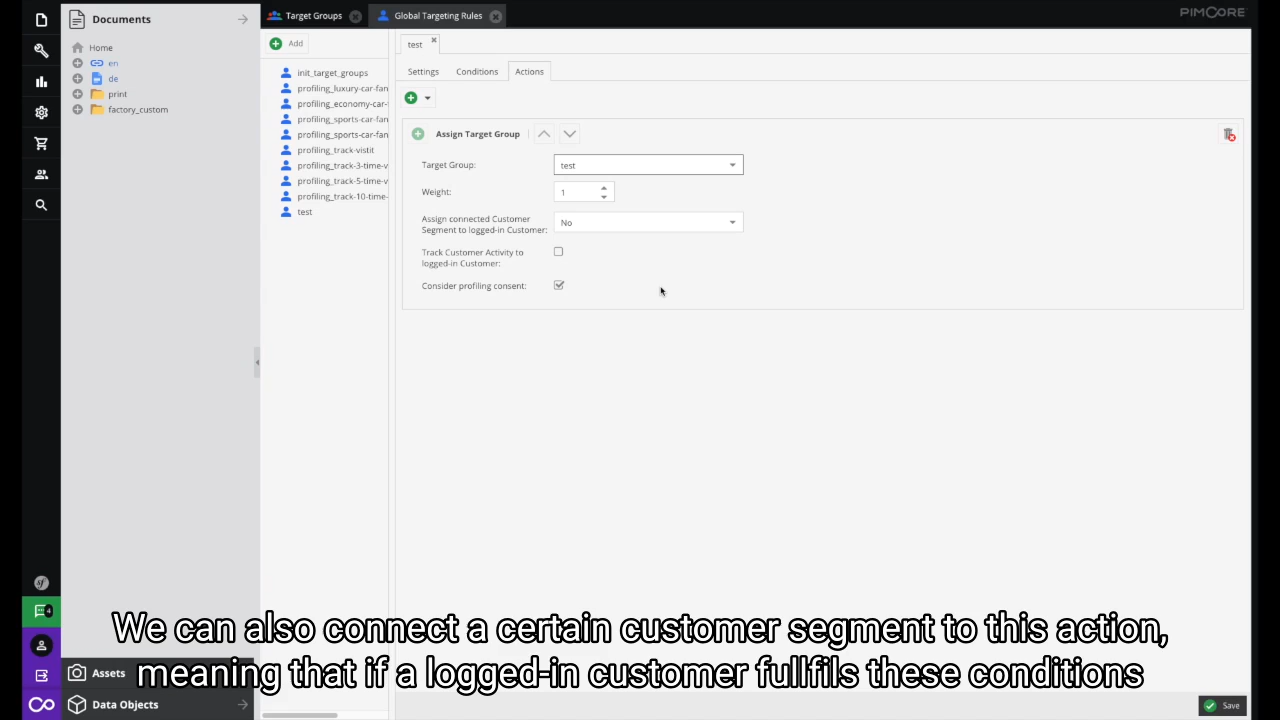 Documents
Home
en
de
print
factory_custom
Assets
Data Objects
4
sf
Target Groups
Global Targeting Rules
PIMCORE
Add
init_target_groups
profiling_luxury-car-fan
profiling_economy-car-f
profiling_sports-car-fan
profiling_sports-car-fan
profiling_track-vistit
profiling_track-3-time-v
profiling_track-5-time-v
profiling_track-10-time-
test
test
Settings
Conditions
Actions
Assign Target Group
Target Group:
test
Weight:
1
Assign connected Customer
Segment to logged-in Customer:
No
Track Customer Activity to
logged-in Customer:
Consider profiling consent:
We can also connect a certain customer segment to this action,
meaning that if a logged-in customer fullfils these conditions
Save